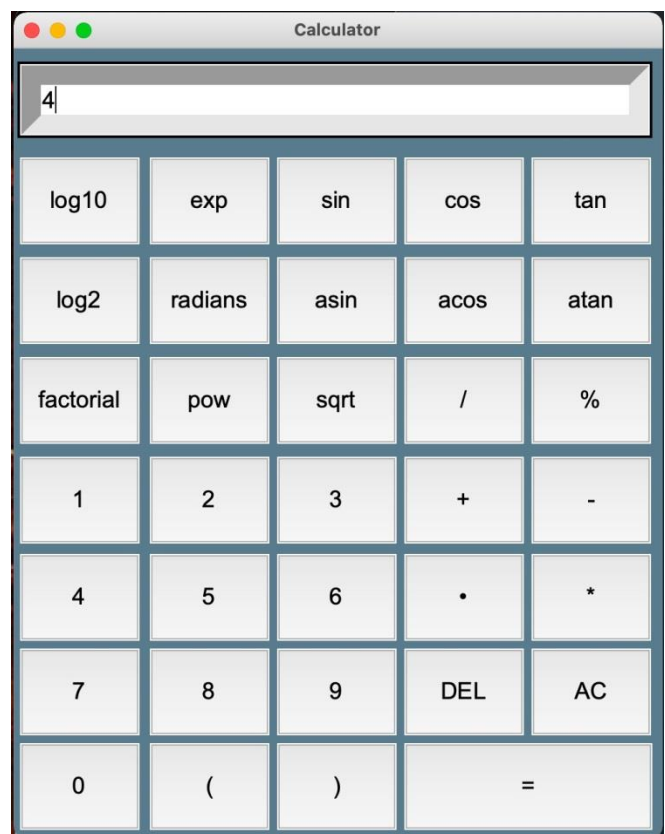 Calculator
4
log10 exp sin cos tan
log2 radians asin acos atan
factorial pow sqrt / %
1 2 3 + -
4 5 6 • *
7 8 9 DEL AC
0 ( ) =